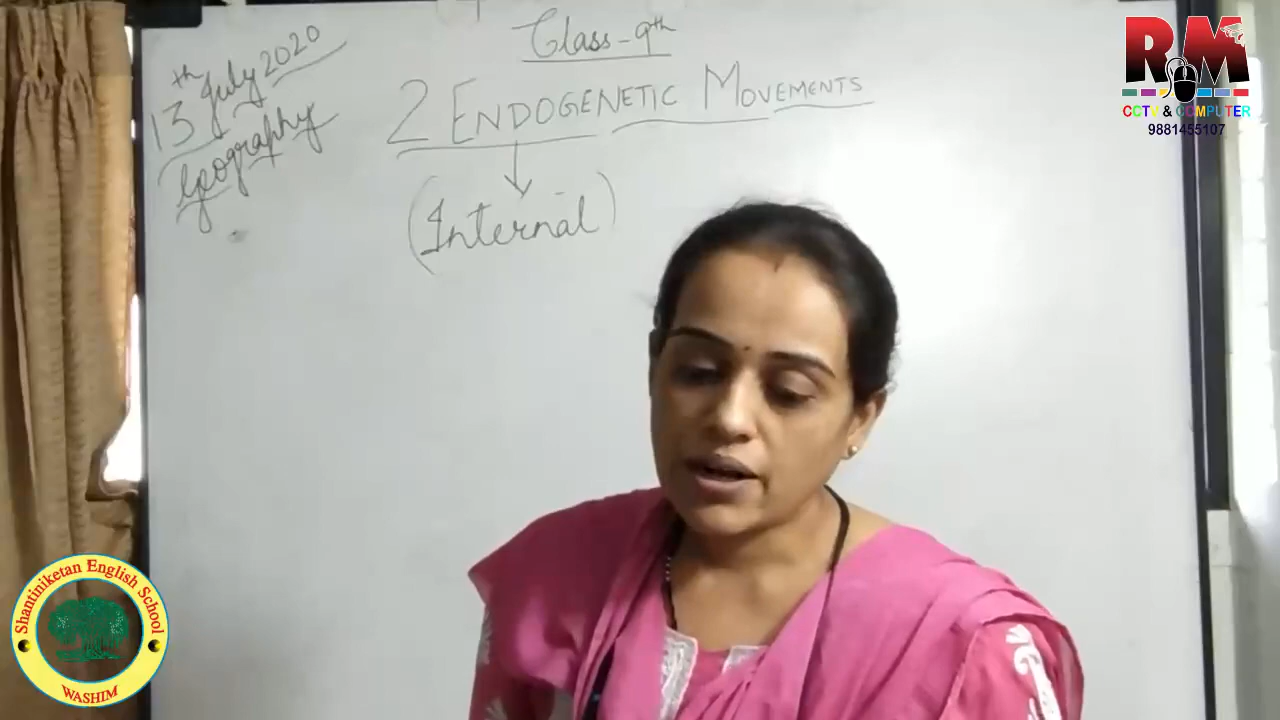 Class-9th
13th July 2020
Geography
2 ENDOGENETIC MOVEMENTS
(Internal)
RM
CCTV & COMPUTER
9881455107
Shantiniketan English School
WASHIM